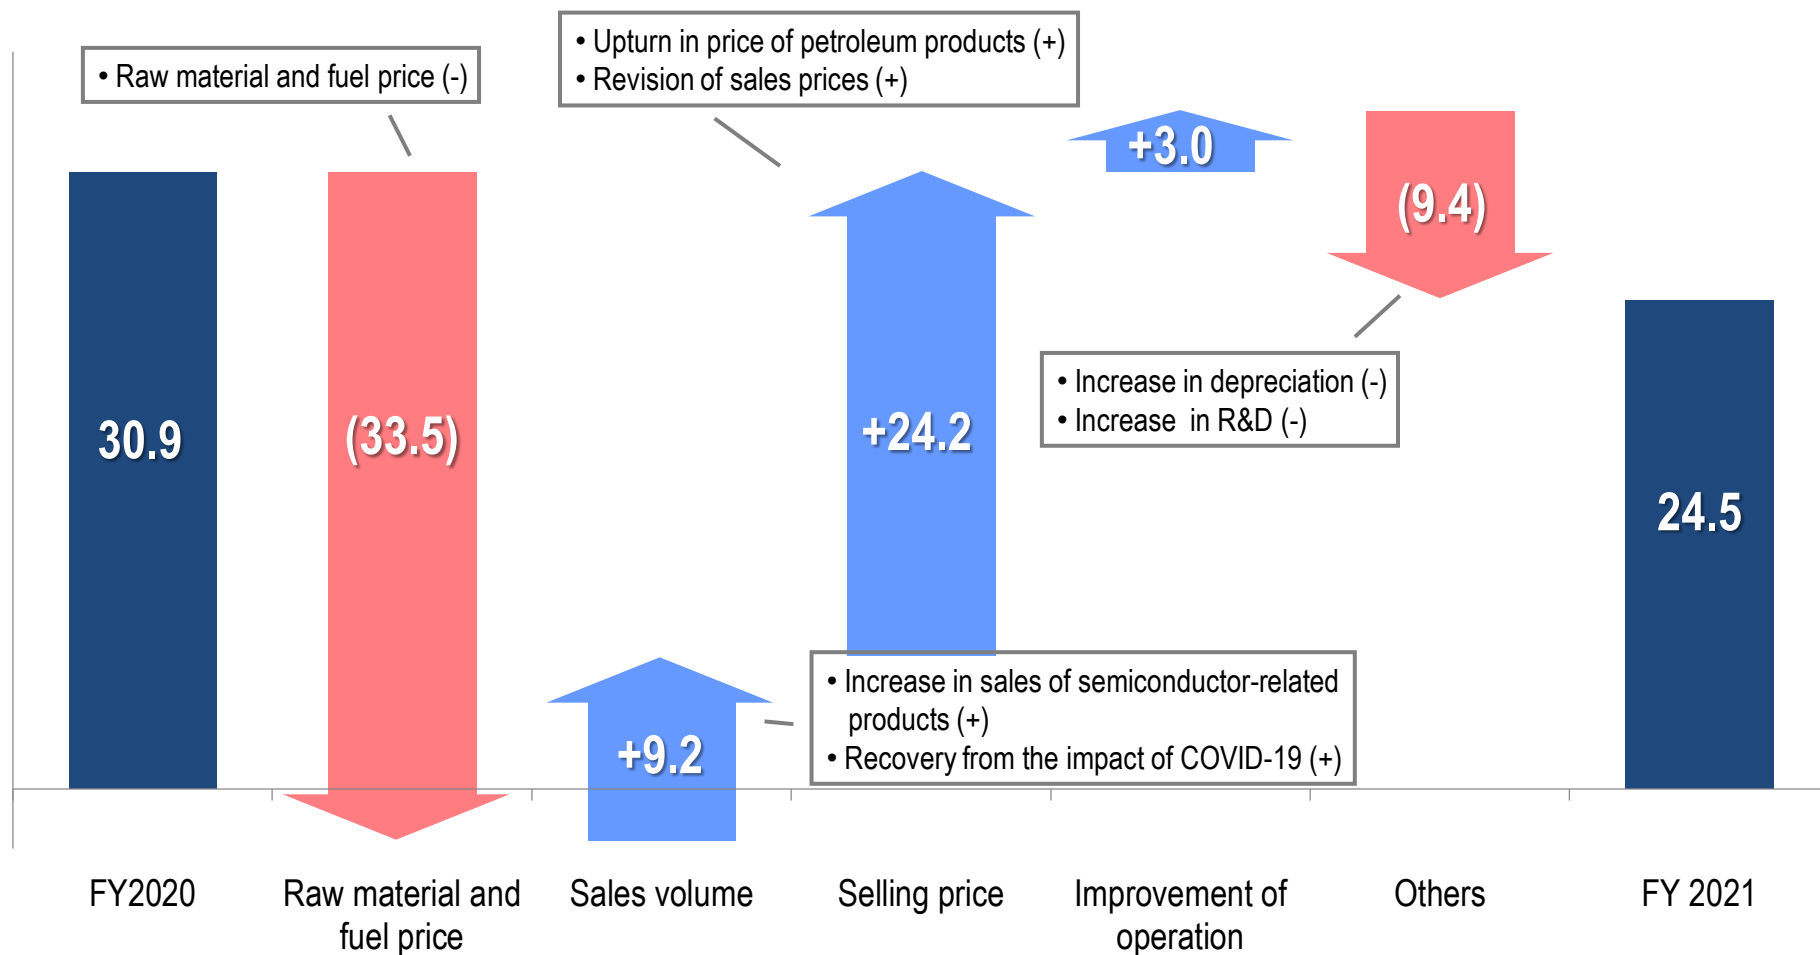 • Raw material and fuel price (-)
• Upturn in price of petroleum products (+)
• Revision of sales prices (+)
+3.0
(9.4)
• Increase in depreciation (-)
• Increase  in R&D (-)
30.9
(33.5)
+24.2
24.5
• Increase in sales of semiconductor-related
products (+)
• Recovery from the impact of COVID-19 (+)
+9.2
FY2020
Raw material and
fuel price
Sales volume
Selling price
Improvement of
operation
Others
FY 2021